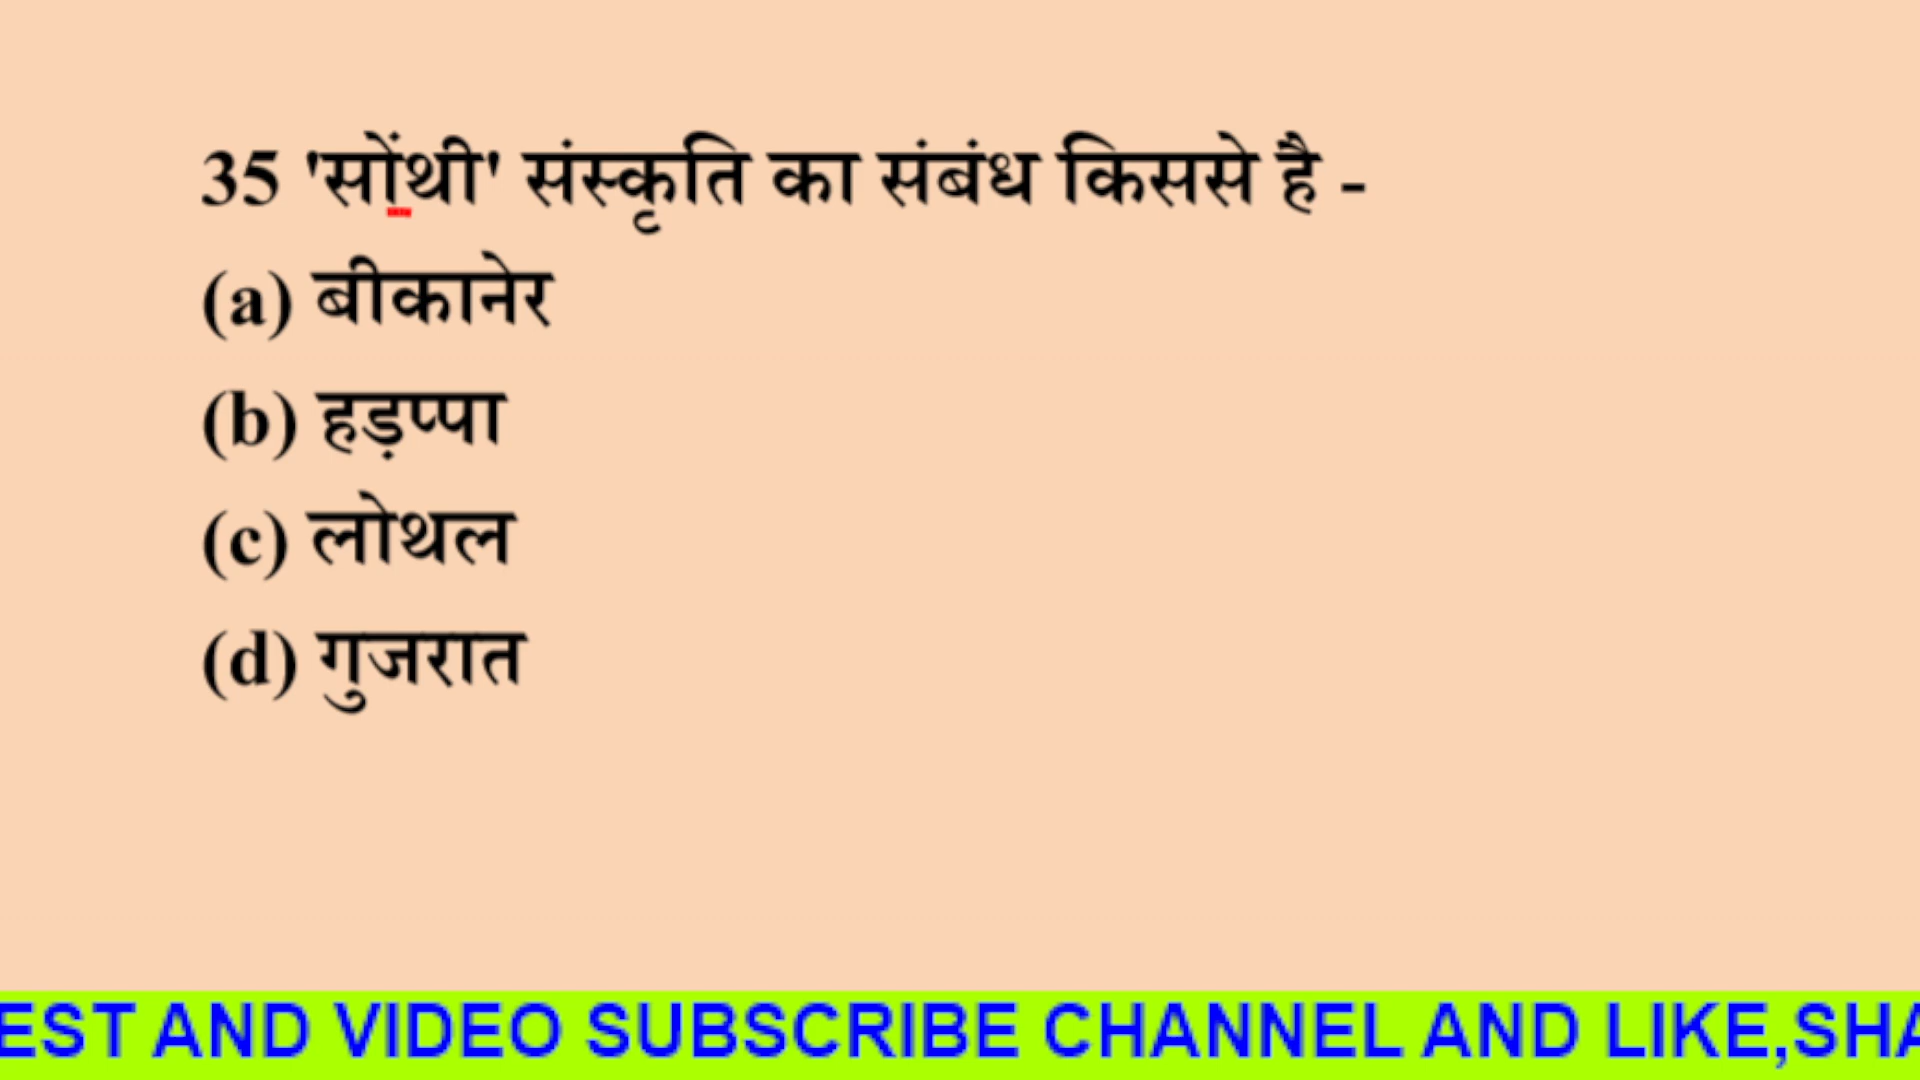 35 'सोंथी' संस्कृति का संबंध किससे है -
(a) बीकानेर
(b) हड़प्पा
(c) लोथल
(d) गुजरात
EST AND VIDEO SUBSCRIBE CHANNEL AND LIKE,SHA